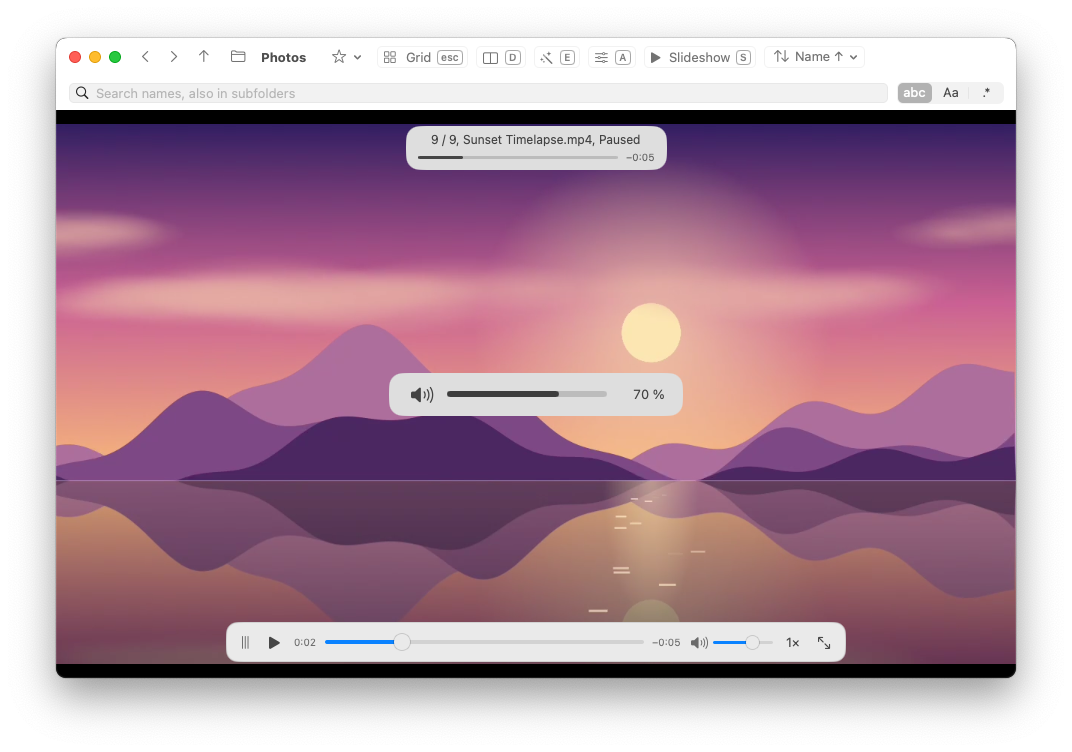 Photos Grid esc D E A Slideshow S Name
Search names, also in subfolders abc Aa .*
9 / 9, Sunset Timelapse.mp4, Paused
−0:05
70 %
0:02 −0:05 1×